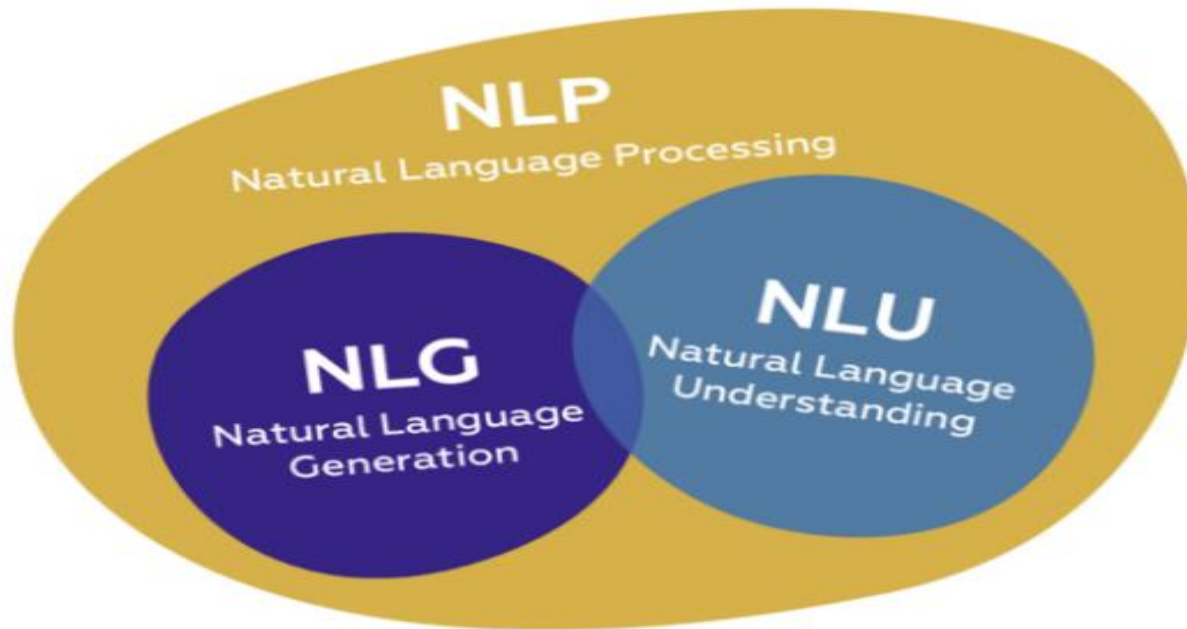 NLP
Natural Language Processing
NLG
Natural Language
Generation
NLU
Natural Language
Understanding